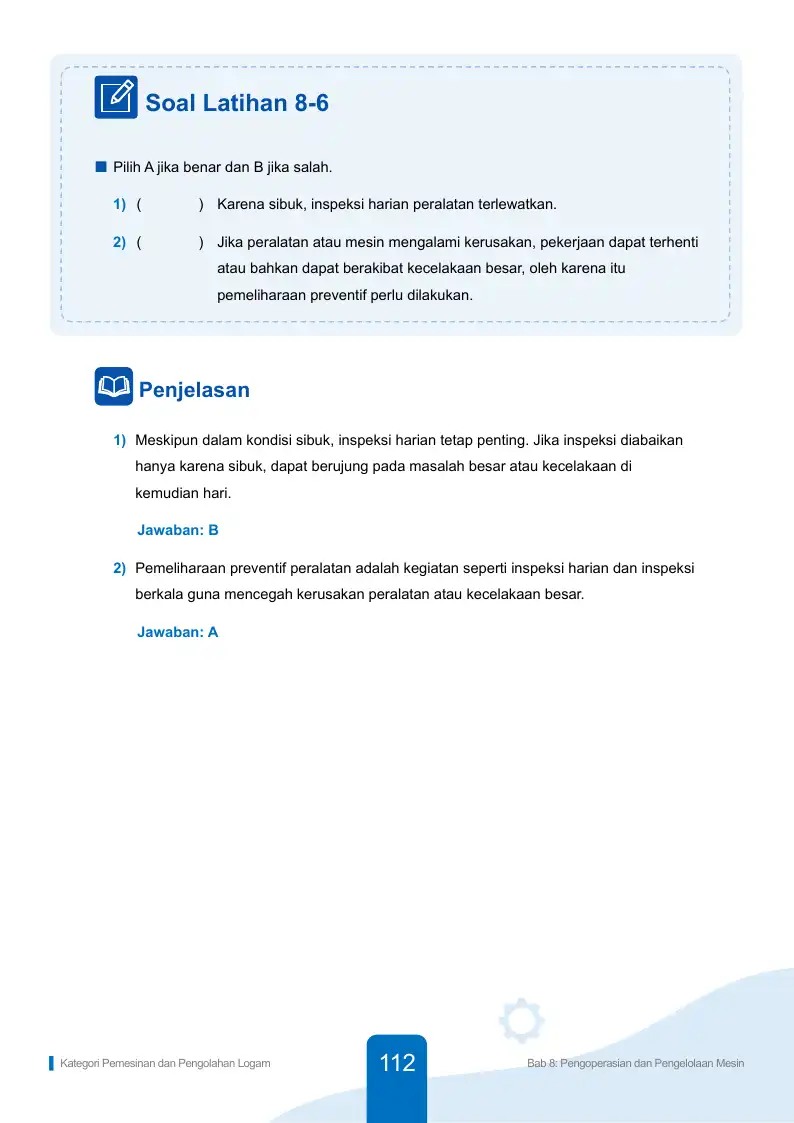 Soal Latihan 8-6
■ Pilih A jika benar dan B jika salah.
1) ( ) Karena sibuk, inspeksi harian peralatan terlewatkan.
2) ( ) Jika peralatan atau mesin mengalami kerusakan, pekerjaan dapat terhenti
atau bahkan dapat berakibat kecelakaan besar, oleh karena itu
pemeliharaan preventif perlu dilakukan.
Penjelasan
1) Meskipun dalam kondisi sibuk, inspeksi harian tetap penting. Jika inspeksi diabaikan
hanya karena sibuk, dapat berujung pada masalah besar atau kecelakaan di
kemudian hari.
Jawaban: B
2) Pemeliharaan preventif peralatan adalah kegiatan seperti inspeksi harian dan inspeksi
berkala guna mencegah kerusakan peralatan atau kecelakaan besar.
Jawaban: A
Kategori Pemesinan dan Pengolahan Logam
112
Bab 8: Pengoperasian dan Pengelolaan Mesin